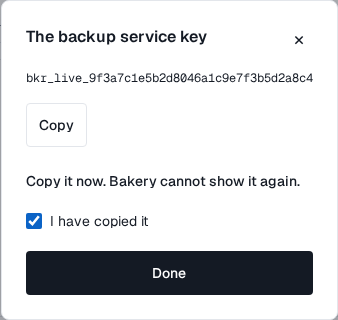 The backup service key
bkr_live_9f3a7c1e5b2d8046a1c9e7f3b5d2a8c4
Copy
Copy it now. Bakery cannot show it again.
I have copied it
Done